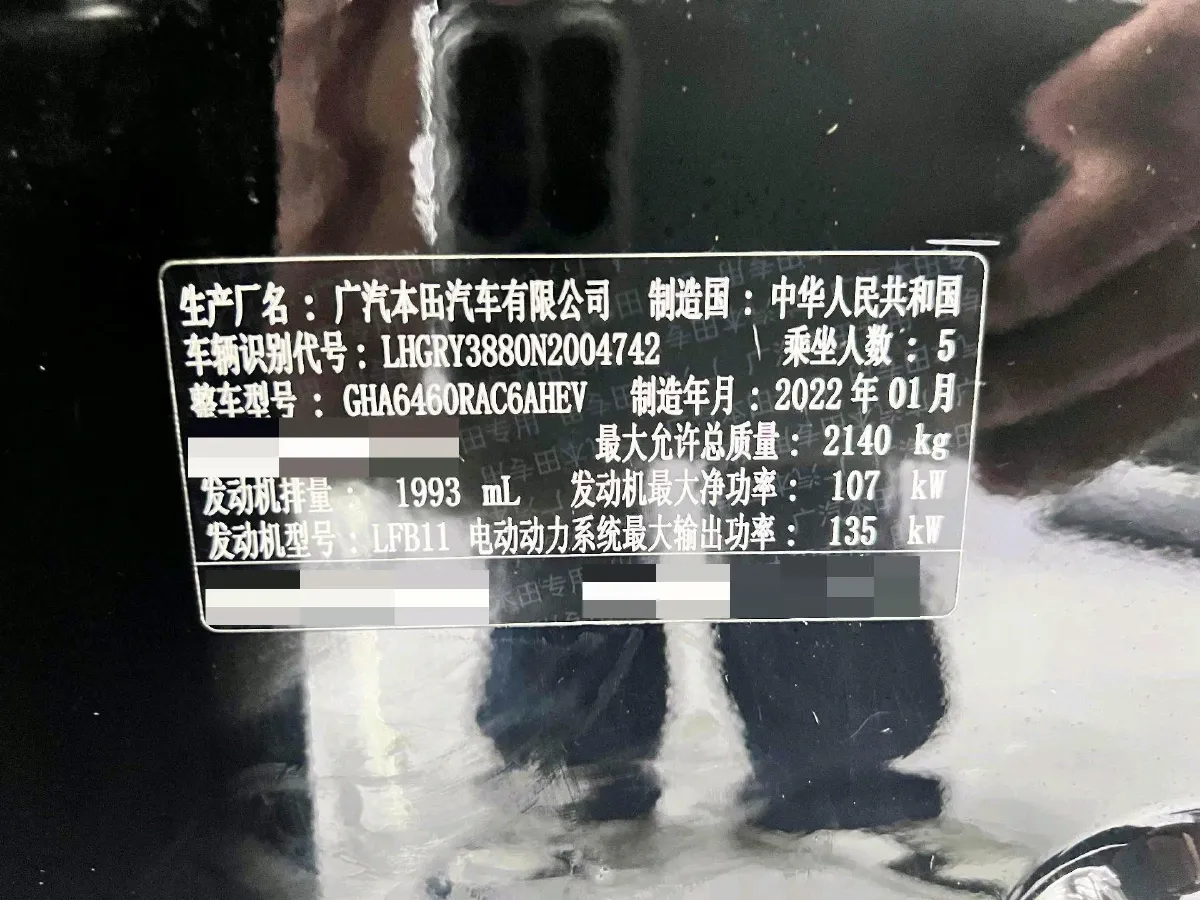 生产厂名：广汽本田汽车有限公司 制造国：中华人民共和国
车辆识别代号：LHGRY3880N2004742 乘坐人数：5
整车型号：GHA6460RAC6AHEV 制造年月：2022年01月
最大允许总质量：2140 kg
发动机排量：1993 mL 发动机最大净功率：107 kW
发动机型号：LFB11 电动动力系统最大输出功率：135 kW